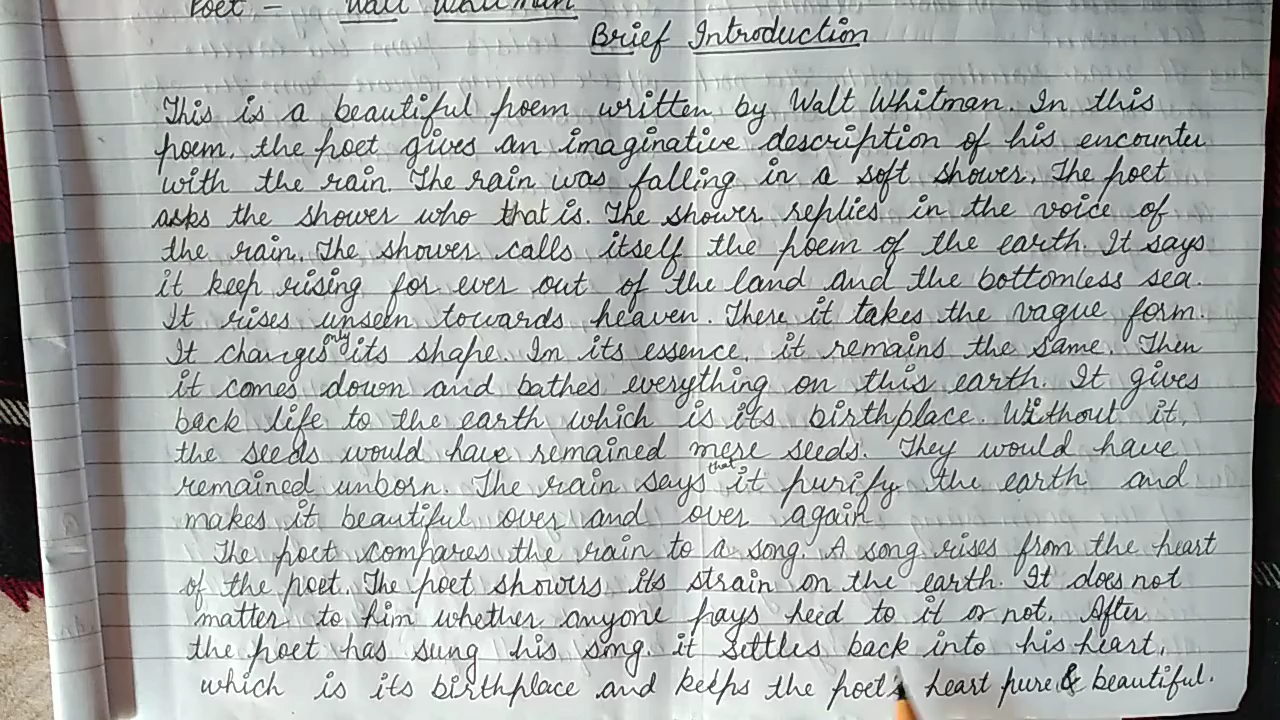 Poet - Walt Whitman
Brief Introduction
This is a beautiful poem written by Walt Whitman. In this
poem, the poet gives an imaginative description of his encounter
with the rain. The rain was falling in a soft shower. The poet
asks the shower who that is. The shower replies in the voice of
the rain. The shower calls itself the poem of the earth. It says
it keep rising for ever out of the land and the bottomless sea.
It rises unseen towards heaven. There it takes the vague form.
It changes only its shape. In its essence, it remains the same. Then
it comes down and bathes everything on this earth. It gives
back life to the earth which is its birthplace. Without it,
the seeds would have remained mere seeds. They would have
remained unborn. The rain says that it purify the earth and
makes it beautiful over and over again
The poet compares the rain to a song. A song rises from the heart
of the poet. The poet showers its strain on the earth. It does not
matter to him whether anyone pays heed to it or not. After
the poet has sung his song, it settles back into his heart,
which is its birthplace and keeps the poet's heart pure & beautiful.